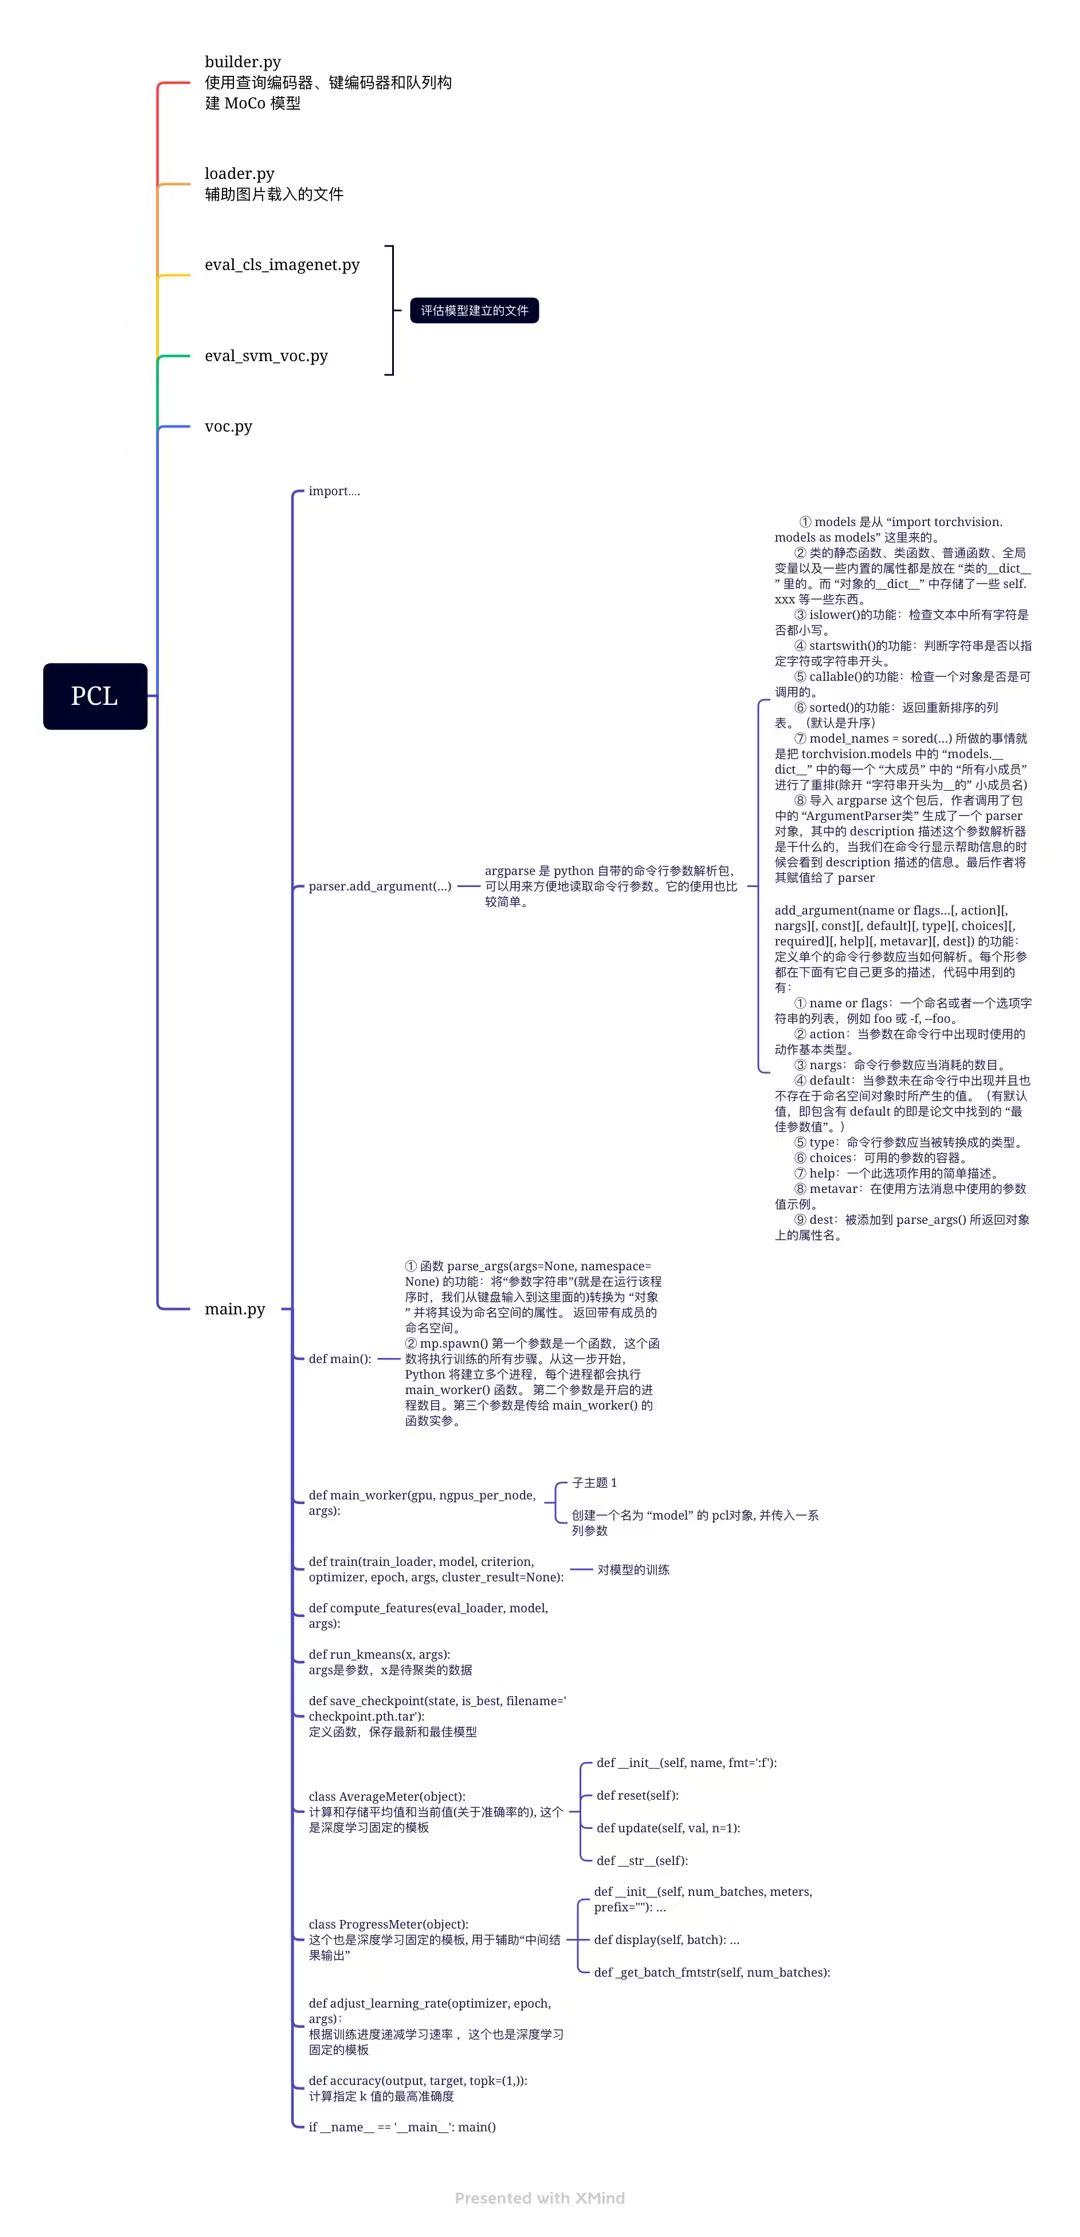 builder.py
使用查询编码器、键编码器和队列构
建 MoCo 模型
loader.py
辅助图片载入的文件
eval_cls_imagenet.py
评估模型建立的文件
eval_svm_voc.py
voc.py
import....
① models 是从 “import torchvision.
models as models” 这里来的。
② 类的静态函数、类函数、普通函数、全局
变量以及一些内置的属性都是放在 “类的__dict__
” 里的。而 “对象的__dict__” 中存储了一些 self.
xxx 等一些东西。
③ islower()的功能：检查文本中所有字符是
否都小写。
④ startswith()的功能：判断字符串是否以指
定字符或字符串开头。
⑤ callable()的功能：检查一个对象是否是可
调用的。
⑥ sorted()的功能：返回重新排序的列
表。（默认是升序）
⑦ model_names = sored(...) 所做的事情就
是把 torchvision.models 中的 “models.__
dict__” 中的每一个 “大成员” 中的 “所有小成员”
进行了重排(除开 “字符串开头为__的” 小成员名)
⑧ 导入 argparse 这个包后，作者调用了包
中的 “ArgumentParser类” 生成了一个 parser
对象，其中的 description 描述这个参数解析器
是干什么的，当我们在命令行显示帮助信息的时
候会看到 description 描述的信息。最后作者将
其赋值给了 parser
PCL
parser.add_argument(...)
argparse 是 python 自带的命令行参数解析包，
可以用来方便地读取命令行参数。它的使用也比
较简单。
add_argument(name or flags...[, action][,
nargs][, const][, default][, type][, choices][,
required][, help][, metavar][, dest]) 的功能：
定义单个的命令行参数应当如何解析。每个形参
都在下面有它自己更多的描述，代码中用到的
有：
① name or flags：一个命名或者一个选项字
符串的列表，例如 foo 或 -f, --foo。
② action：当参数在命令行中出现时使用的
动作基本类型。
③ nargs：命令行参数应当消耗的数目。
④ default：当参数未在命令行中出现并且也
不存在于命名空间对象时所产生的值。（有默认
值，即包含有 default 的即是论文中找到的 “最
佳参数值”。）
⑤ type：命令行参数应当被转换成的类型。
⑥ choices：可用的参数的容器。
⑦ help：一个此选项作用的简单描述。
⑧ metavar：在使用方法消息中使用的参数
值示例。
⑨ dest：被添加到 parse_args() 所返回对象
上的属性名。
main.py
def main():
① 函数 parse_args(args=None, namespace=
None) 的功能：将“参数字符串”(就是在运行该程
序时，我们从键盘输入到这里面的)转换为 “对象
” 并将其设为命名空间的属性。 返回带有成员的
命名空间。
② mp.spawn() 第一个参数是一个函数，这个函
数将执行训练的所有步骤。从这一步开始，
Python 将建立多个进程，每个进程都会执行
main_worker() 函数。 第二个参数是开启的进
程数目。第三个参数是传给 main_worker() 的
函数实参。
def main_worker(gpu, ngpus_per_node,
args):
子主题 1
创建一个名为 “model” 的 pcl对象, 并传入一系
列参数
def train(train_loader, model, criterion,
optimizer, epoch, args, cluster_result=None):
对模型的训练
def compute_features(eval_loader, model,
args):
def run_kmeans(x, args):
args是参数，x是待聚类的数据
def save_checkpoint(state, is_best, filename='
checkpoint.pth.tar'):
定义函数，保存最新和最佳模型
class AverageMeter(object):
计算和存储平均值和当前值(关于准确率的), 这个
是深度学习固定的模板
def __init__(self, name, fmt=':f'):
def reset(self):
def update(self, val, n=1):
def __str__(self):
class ProgressMeter(object):
这个也是深度学习固定的模板, 用于辅助“中间结
果输出”
def __init__(self, num_batches, meters,
prefix=""): ...
def display(self, batch): ...
def _get_batch_fmtstr(self, num_batches):
def adjust_learning_rate(optimizer, epoch,
args)：
根据训练进度递减学习速率 ，这个也是深度学习
固定的模板
def accuracy(output, target, topk=(1,)):
计算指定 k 值的最高准确度
if __name__ == '__main__': main()
Presented with XMind